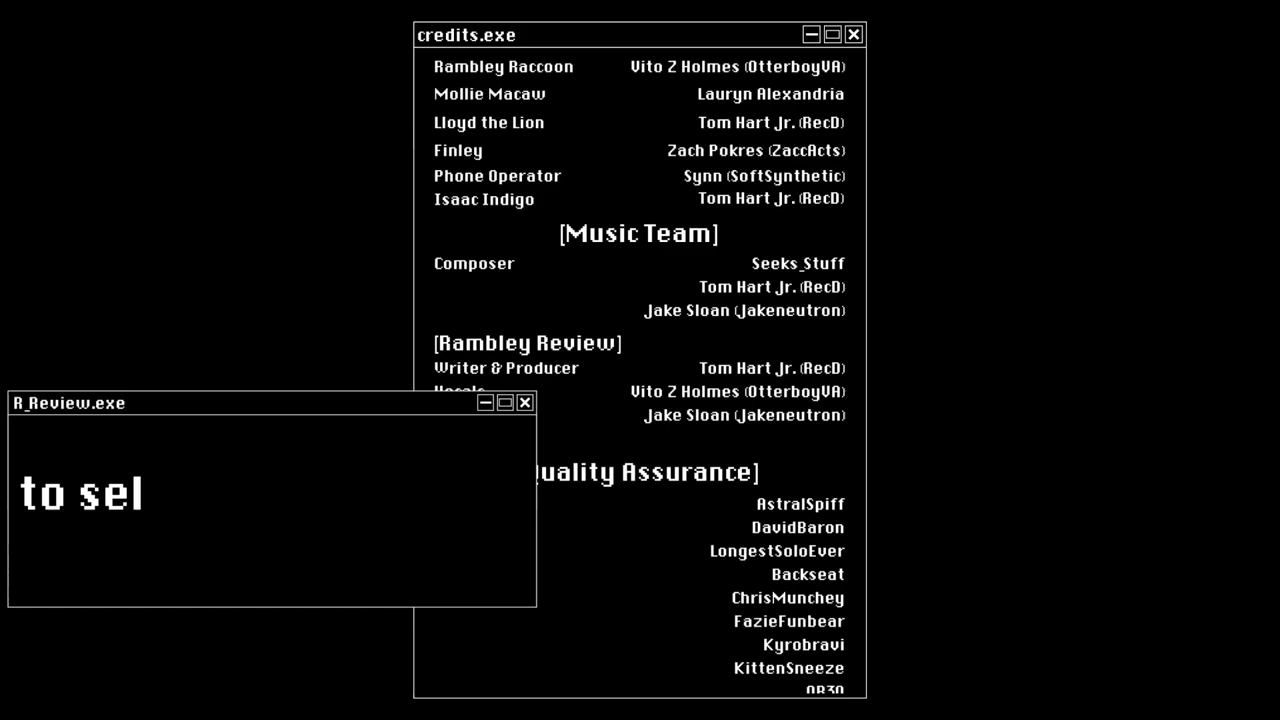 credits.exe
Rambley Raccoon Vito Z Holmes (OtterboyVA)
Mollie Macaw Lauryn Alexandria
Lloyd the Lion Tom Hart Jr. (RecD)
Finley Zach Pokres (ZaccActs)
Phone Operator Synn (SoftSynthetic)
Isaac Indigo Tom Hart Jr. (RecD)
[Music Team]
Composer Seeks_Stuff
Tom Hart Jr. (RecD)
Jake Sloan (Jakeneutron)
[Rambley Review]
Writer & Producer Tom Hart Jr. (RecD)
Vocals Vito Z Holmes (OtterboyVA)
Jake Sloan (Jakeneutron)
uality Assurance]
AstralSpiff
DavidBaron
LongestSoloEver
Backseat
ChrisMunchey
FazieFunbear
Kyrobravi
KittenSneeze
R_Review.exe
to sel